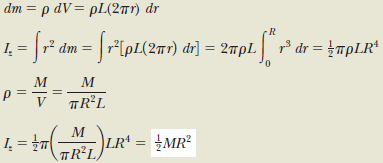 dm = ρ dV = ρL(2πr) dr
I_z = ∫ r² dm = ∫ r²[ρL(2πr) dr] = 2πρL ∫₀ᴿ r³ dr = ½πρLR⁴
ρ = M/V = M/(πR²L)
I_z = ½π(M/(πR²L))LR⁴ = ½MR²